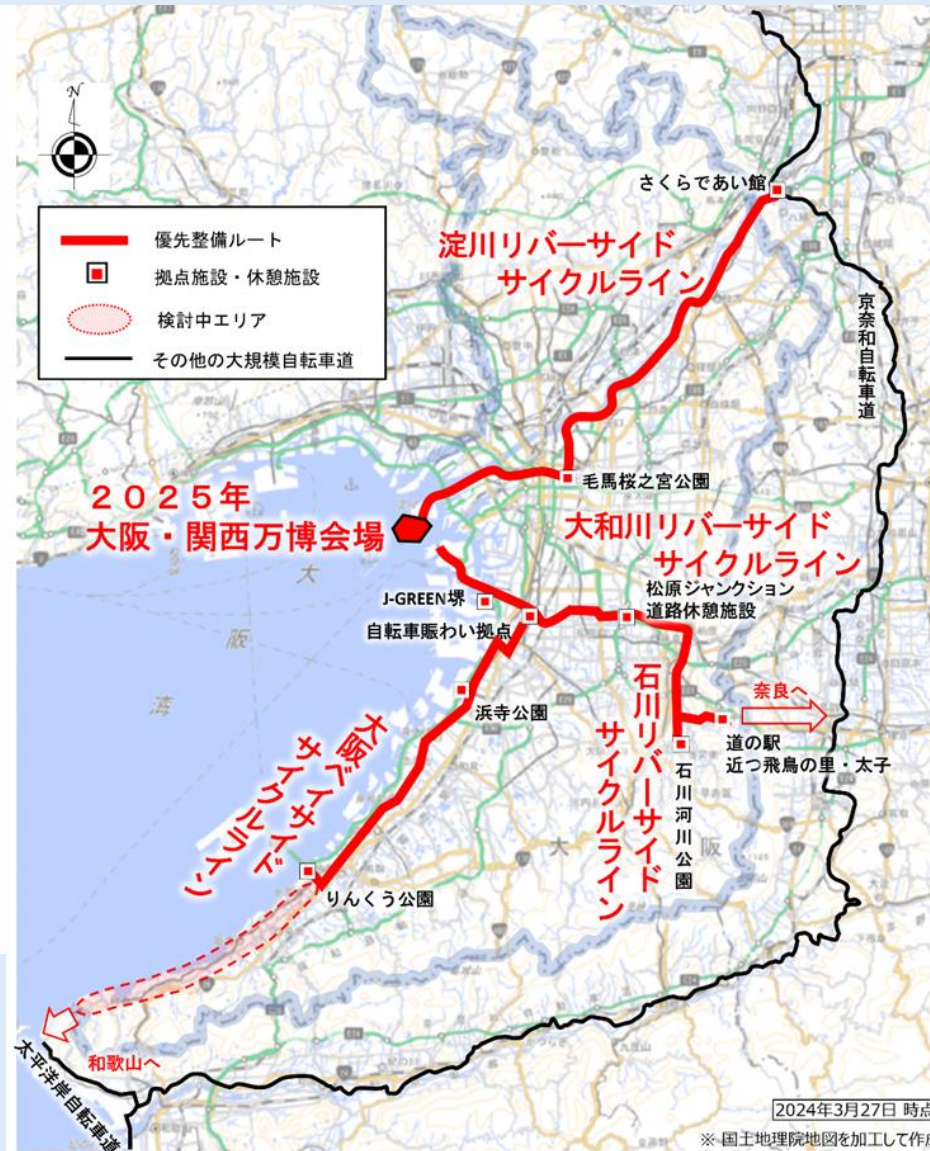 優先整備ルート
拠点施設・休憩施設
検討中エリア
その他の大規模自転車道
さくらであい館
淀川リバーサイド
サイクルライン
京奈和自転車道
毛馬桜之宮公園
2025年
大阪・関西万博会場
大和川リバーサイド
サイクルライン
松原ジャンクション
道路休憩施設
J-GREEN堺
自転車賑わい拠点
浜寺公園
石川リバーサイド
サイクルライン
奈良へ
道の駅
近つ飛鳥の里・太子
石川河川公園
大阪ベイサイド
サイクルライン
りんくう公園
大阪湾
大阪
和歌山へ
太平洋岸自転車道
2024年3月27日 時点
※ 国土地理院地図を加工して作成